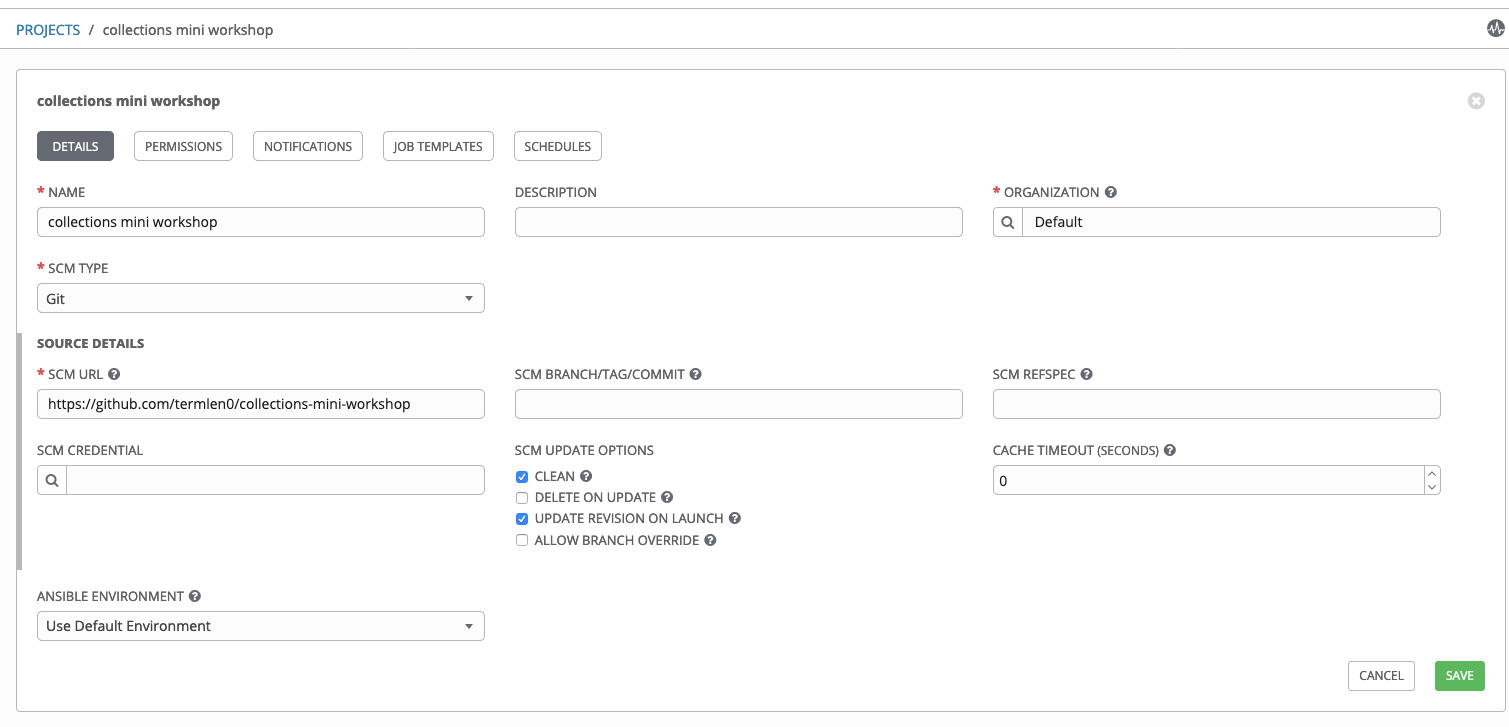 PROJECTS / collections mini workshop
collections mini workshop
DETAILS PERMISSIONS NOTIFICATIONS JOB TEMPLATES SCHEDULES
* NAME DESCRIPTION * ORGANIZATION ?
collections mini workshop Default
* SCM TYPE
Git
SOURCE DETAILS
* SCM URL ? SCM BRANCH/TAG/COMMIT ? SCM REFSPEC ?
https://github.com/termlen0/collections-mini-workshop
SCM CREDENTIAL SCM UPDATE OPTIONS CACHE TIMEOUT (SECONDS) ?
CLEAN ? 0
DELETE ON UPDATE ?
UPDATE REVISION ON LAUNCH ?
ALLOW BRANCH OVERRIDE ?
ANSIBLE ENVIRONMENT ?
Use Default Environment
CANCEL SAVE